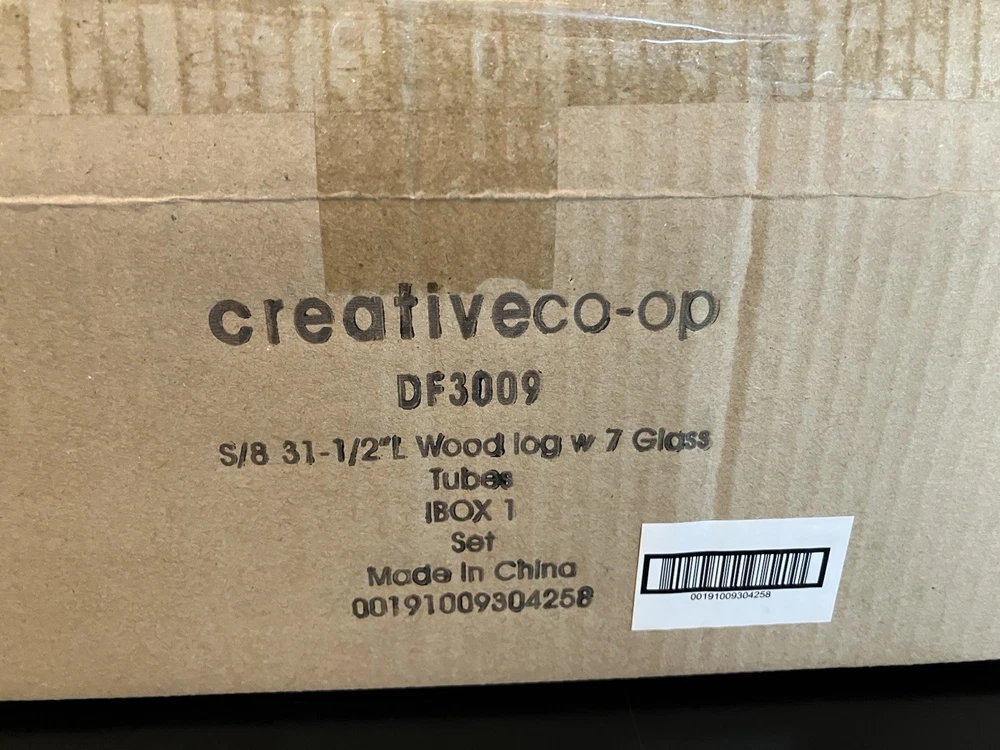 creativeco-op
DF3009
S/8 31-1/2"L Wood log w 7 Glass
Tubes
IBOX 1
Set
Made In China
00191009304258
00191009304258